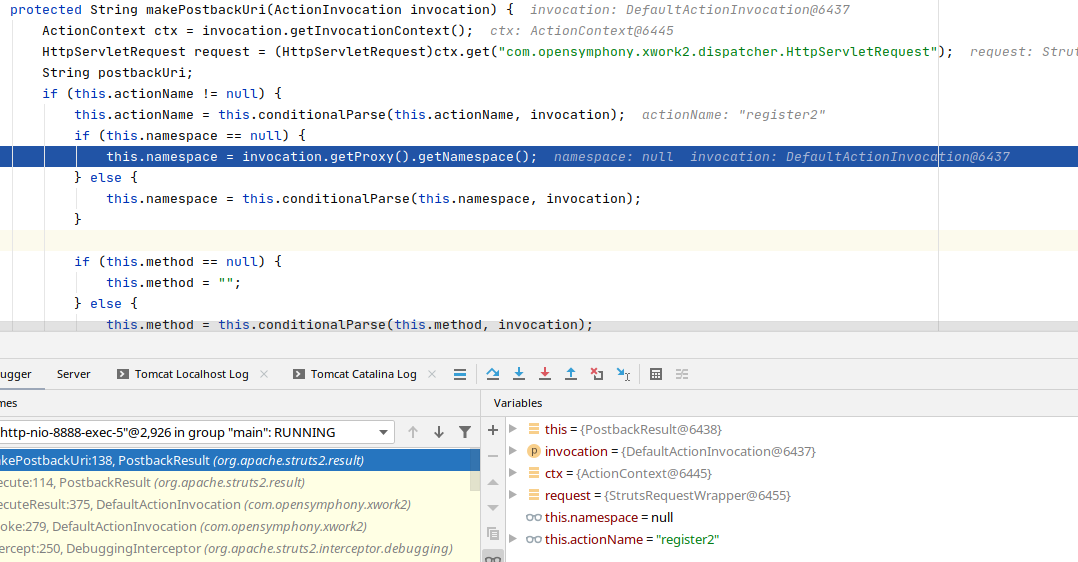 protected String makePostbackUri(ActionInvocation invocation) {  invocation: DefaultActionInvocation@6437
ActionContext ctx = invocation.getInvocationContext();  ctx: ActionContext@6445
HttpServletRequest request = (HttpServletRequest)ctx.get("com.opensymphony.xwork2.dispatcher.HttpServletRequest");  request: Strut
String postbackUri;
if (this.actionName != null) {
this.actionName = this.conditionalParse(this.actionName, invocation);  actionName: "register2"
if (this.namespace == null) {
this.namespace = invocation.getProxy().getNamespace();  namespace: null  invocation: DefaultActionInvocation@6437
} else {
this.namespace = this.conditionalParse(this.namespace, invocation);
}
if (this.method == null) {
this.method = "";
} else {
this.method = this.conditionalParse(this.method, invocation);
ugger Server Tomcat Localhost Log Tomcat Catalina Log
mes Variables
http-nio-8888-exec-5"@2,926 in group "main": RUNNING
akePostbackUri:138, PostbackResult (org.apache.struts2.result)
ecute:114, PostbackResult (org.apache.struts2.result)
ecuteResult:375, DefaultActionInvocation (com.opensymphony.xwork2)
oke:279, DefaultActionInvocation (com.opensymphony.xwork2)
ercept:250, DebuggingInterceptor (org.apache.struts2.interceptor.debugging)
this = {PostbackResult@6438}
p invocation = {DefaultActionInvocation@6437}
ctx = {ActionContext@6445}
request = {StrutsRequestWrapper@6455}
this.namespace = null
this.actionName = "register2"